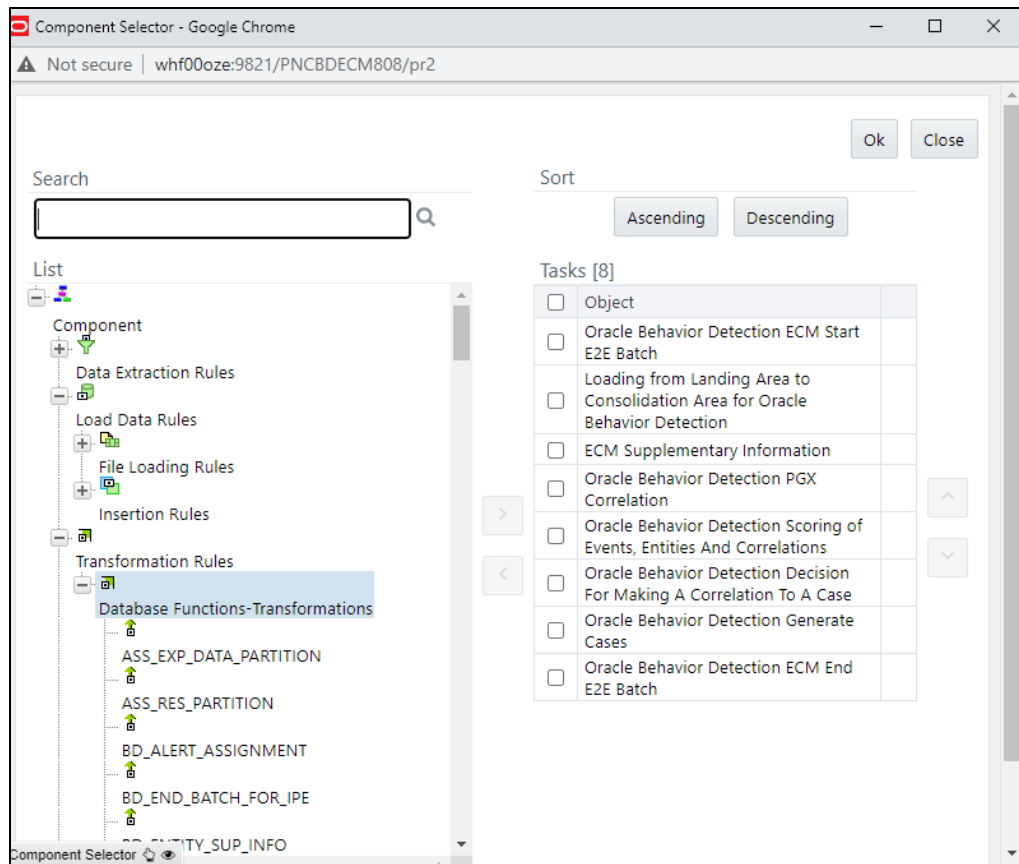 Component Selector - Google Chrome
Not secure | whf00oze:9821/PNCBDECM808/pr2
Ok
Close
Search
Sort
Ascending
Descending
List
Component
Data Extraction Rules
Load Data Rules
File Loading Rules
Insertion Rules
Transformation Rules
Database Functions-Transformations
ASS_EXP_DATA_PARTITION
ASS_RES_PARTITION
BD_ALERT_ASSIGNMENT
BD_END_BATCH_FOR_IPE
BD_ENTITY_SUP_INFO
Tasks [8]
Object
Oracle Behavior Detection ECM Start
E2E Batch
Loading from Landing Area to
Consolidation Area for Oracle
Behavior Detection
ECM Supplementary Information
Oracle Behavior Detection PGX
Correlation
Oracle Behavior Detection Scoring of
Events, Entities And Correlations
Oracle Behavior Detection Decision
For Making A Correlation To A Case
Oracle Behavior Detection Generate
Cases
Oracle Behavior Detection ECM End
E2E Batch
Component Selector